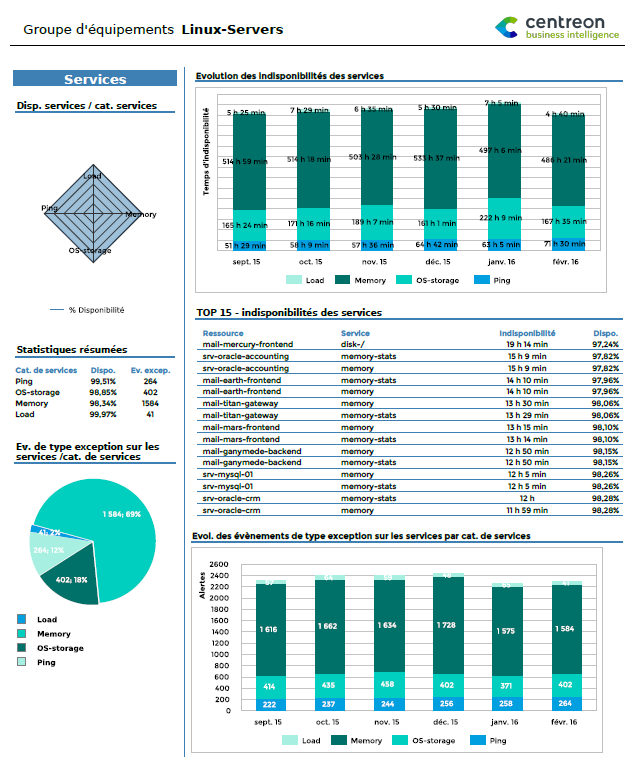 Groupe d'équipements Linux-Servers
centreon
business intelligence
Services
Disp. services / cat. services
Load
Ping
Memory
OS-storage
% Disponibilité
Statistiques résumées
Cat. de services Dispo. Ev. excep.
Ping 99,51% 264
OS-storage 98,85% 402
Memory 98,34% 1584
Load 99,97% 41
Ev. de type exception sur les
services /cat. de services
1 584; 69%
41; 2%
264; 12%
402; 18%
Load
Memory
OS-storage
Ping
Evolution des indisponibilités des services
Temps d'indisponibilité
5 h 25 min 7 h 29 min 6 h 35 min 5 h 30 min 7 h 5 min 4 h 40 min
514 h 59 min 514 h 18 min 503 h 28 min 533 h 37 min 497 h 6 min 486 h 21 min
165 h 24 min 171 h 16 min 189 h 7 min 161 h 1 min 222 h 9 min 167 h 35 min
51 h 29 min 58 h 9 min 57 h 36 min 64 h 42 min 63 h 5 min 71 h 30 min
sept. 15 oct. 15 nov. 15 déc. 15 janv. 16 févr. 16
Load Memory OS-storage Ping
TOP 15 - indisponibilités des services
Ressource Service Indisponibilité Dispo.
mail-mercury-frontend disk-/ 19 h 14 min 97,24%
srv-oracle-accounting memory-stats 15 h 9 min 97,82%
srv-oracle-accounting memory 15 h 9 min 97,82%
mail-earth-frontend memory-stats 14 h 10 min 97,96%
mail-earth-frontend memory 14 h 10 min 97,96%
mail-titan-gateway memory 13 h 30 min 98,06%
mail-titan-gateway memory-stats 13 h 29 min 98,06%
mail-mars-frontend memory 13 h 15 min 98,10%
mail-mars-frontend memory-stats 13 h 14 min 98,10%
mail-ganymede-backend memory 12 h 50 min 98,15%
mail-ganymede-backend memory-stats 12 h 50 min 98,15%
srv-mysql-01 memory 12 h 5 min 98,26%
srv-mysql-01 memory-stats 12 h 5 min 98,26%
srv-oracle-crm memory-stats 12 h 98,28%
srv-oracle-crm memory 11 h 59 min 98,28%
Evol. des évènements de type exception sur les services par cat. de services
Alertes
2600
2400
2200
2000
1800
1600
1400
1200
1000
800
600
400
200
0
1 616 1 662 1 634 1 728 1 575 1 584
414 435 458 402 371 402
222 237 244 256 258 264
sept. 15 oct. 15 nov. 15 déc. 15 janv. 16 févr. 16
Load Memory OS-storage Ping